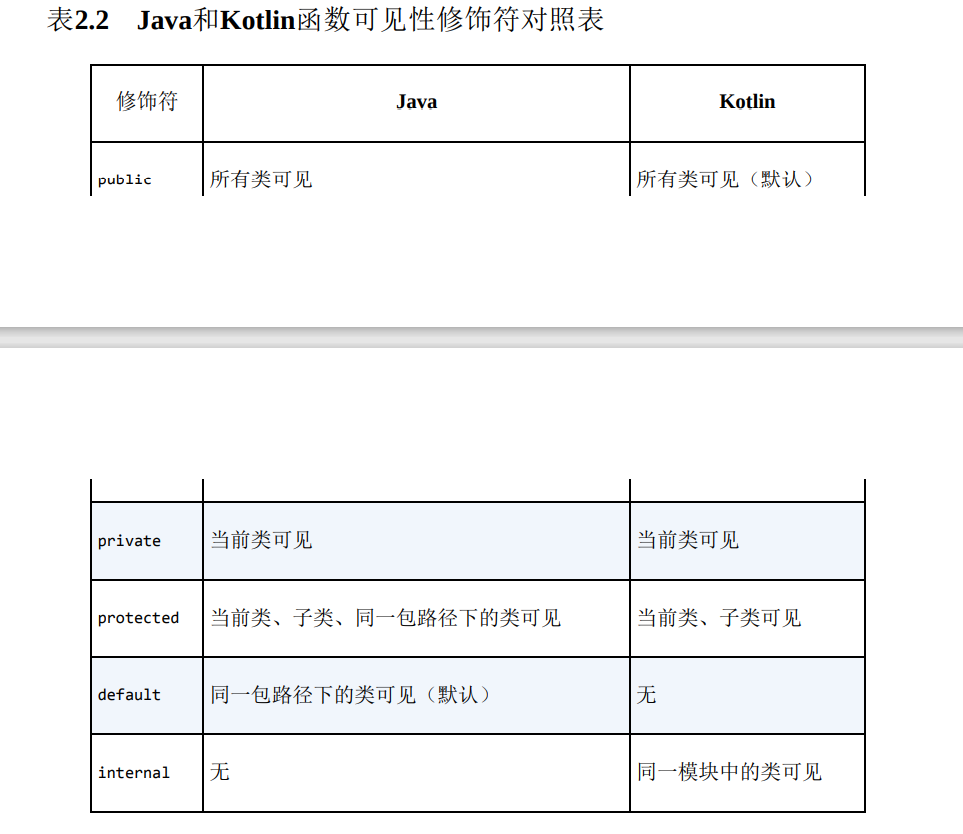 表2.2 Java和Kotlin函数可见性修饰符对照表
修饰符 Java Kotlin
public 所有类可见 所有类可见（默认）
private 当前类可见 当前类可见
protected 当前类、子类、同一包路径下的类可见 当前类、子类可见
default 同一包路径下的类可见（默认） 无
internal 无 同一模块中的类可见